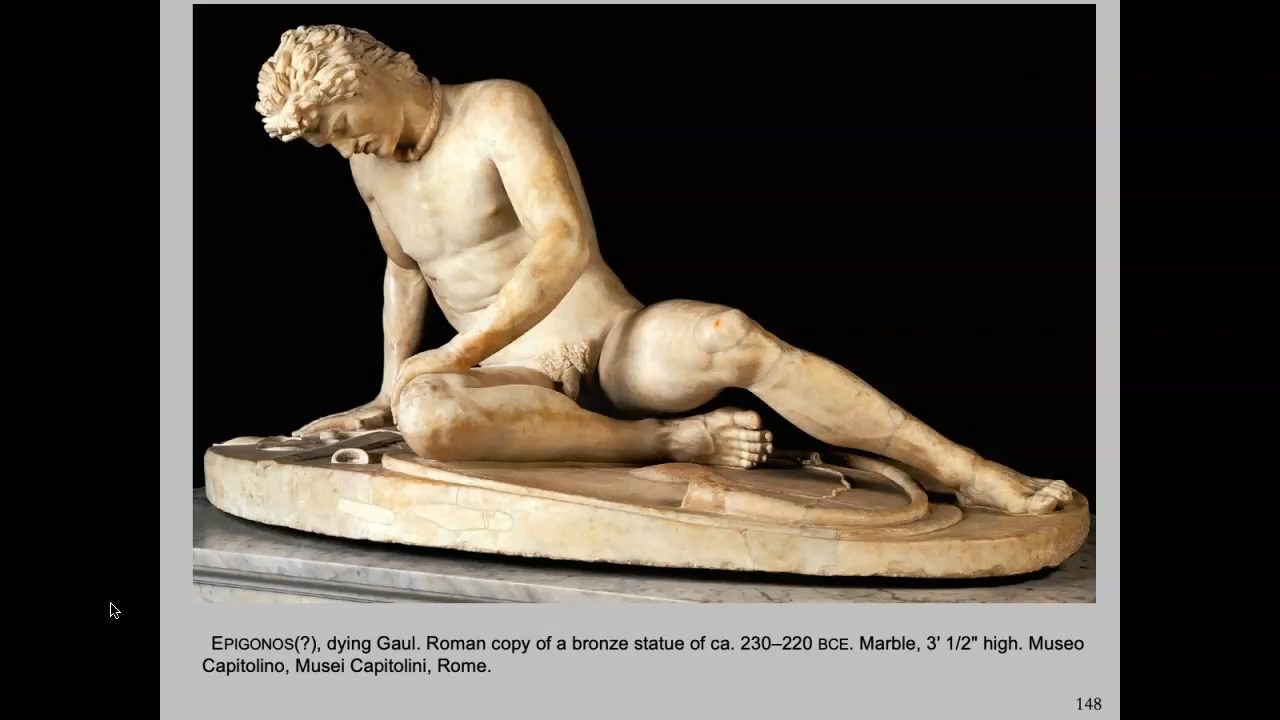 EPIGONOS(?), dying Gaul. Roman copy of a bronze statue of ca. 230–220 BCE. Marble, 3' 1/2" high. Museo
Capitolino, Musei Capitolini, Rome.
148